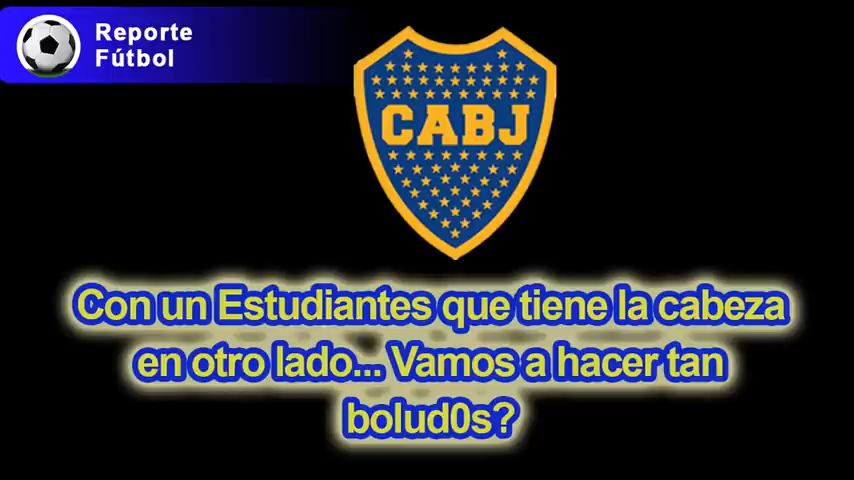 Reporte
Fútbol
CABJ
Con un Estudiantes que tiene la cabeza
en otro lado... Vamos a hacer tan
bolud0s?